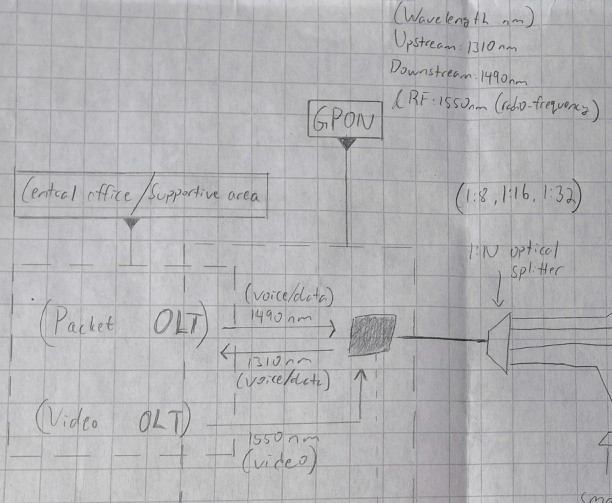 (Wavelength nm)
Upstream: 1310nm
Downstream: 1490nm
(RF: 1550nm (radio-frequency)
GPON
Central office/Supportive area
(1:8, 1:16, 1:32)
1:N optical
splitter
(voice/data)
1490nm
(Packet OLT)
1310nm
(voice/data)
(Video OLT)
1550nm
(video)